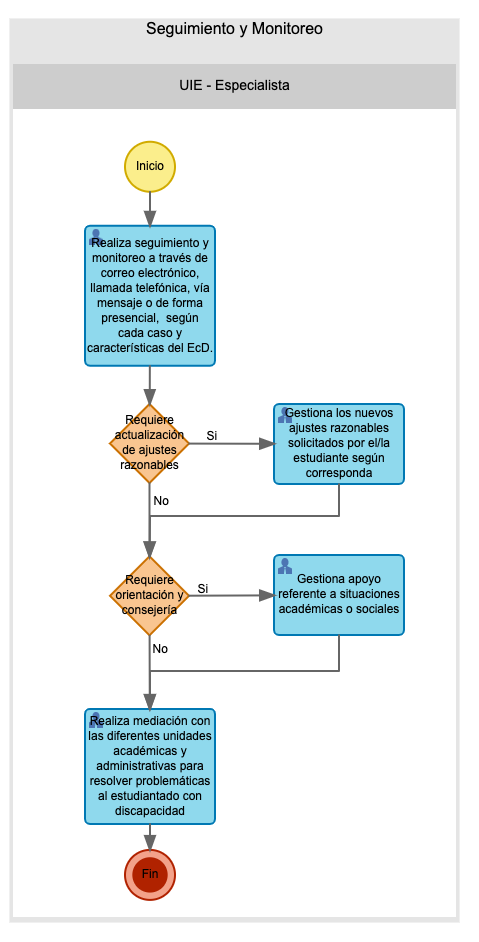 Seguimiento y Monitoreo
UIE - Especialista
Inicio
Realiza seguimiento y
monitoreo a través de
correo electrónico,
llamada telefónica, vía
mensaje o de forma
presencial,  según
cada caso y
características del EcD.
Requiere
actualización
de ajustes
razonables
Si
Gestiona los nuevos
ajustes razonables
solicitados por el/la
estudiante según
corresponda
No
Requiere
orientación y
consejería
Si
Gestiona apoyo
referente a situaciones
académicas o sociales
No
Realiza mediación con
las diferentes unidades
académicas y
administrativas para
resolver problemáticas
al estudiantado con
discapacidad
Fin